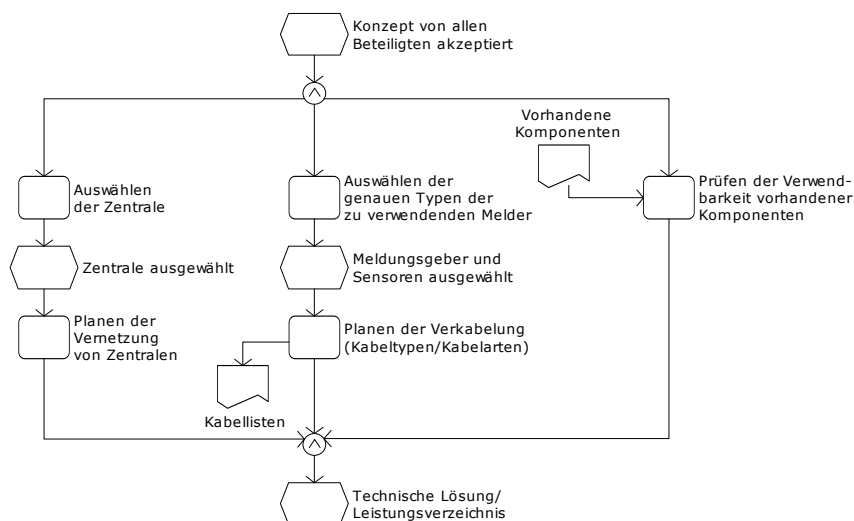 Konzept von allen
Beteiligten akzeptiert
Vorhandene
Komponenten
Auswählen
der Zentrale
Auswählen der
genauen Typen der
zu verwendenden Melder
Prüfen der Verwend-
barkeit vorhandener
Komponenten
Zentrale ausgewählt
Meldungsgeber und
Sensoren ausgewählt
Planen der
Vernetzung
von Zentralen
Planen der Verkabelung
(Kabeltypen/Kabelarten)
Kabellisten
Technische Lösung/
Leistungsverzeichnis